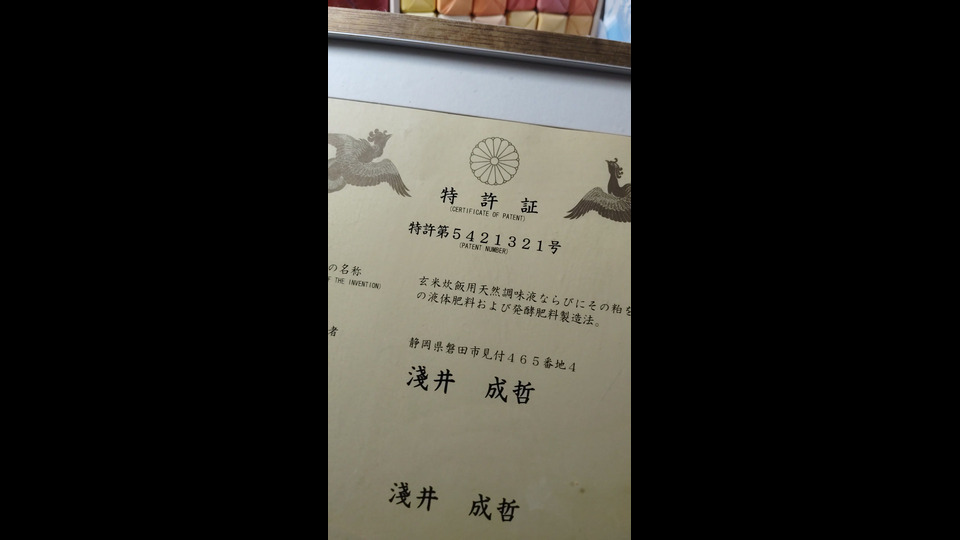 特許証
(CERTIFICATE OF PATENT)
特許第5421321号
(PATENT NUMBER)
の名称
THE INVENTION)
玄米炊飯用天然調味液ならびにその粕
の液体肥料および発酵肥料製造法。
者
静岡県磐田市見付465番地4
淺井 成哲
淺井 成哲